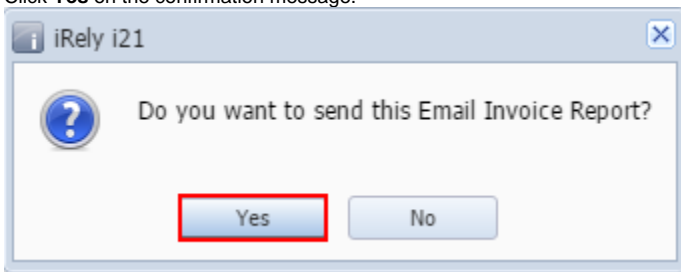 Click Yes on the confirmation message.
iRely i21
Do you want to send this Email Invoice Report?
Yes No